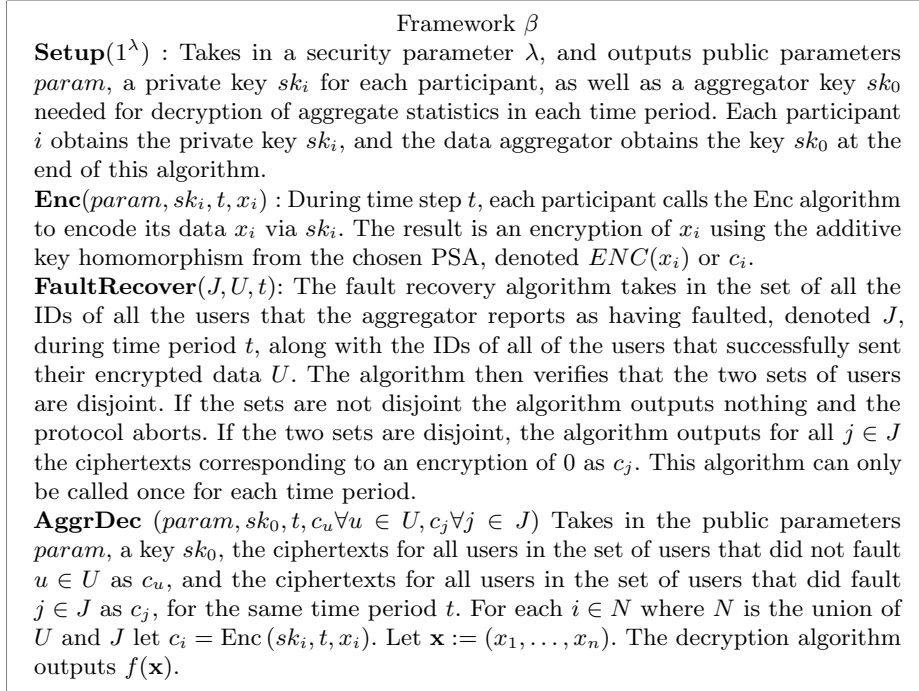 Framework β
Setup(1^λ) : Takes in a security parameter λ, and outputs public parameters
param, a private key sk_i for each participant, as well as a aggregator key sk_0
needed for decryption of aggregate statistics in each time period. Each participant
i obtains the private key sk_i, and the data aggregator obtains the key sk_0 at the
end of this algorithm.
Enc(param, sk_i, t, x_i) : During time step t, each participant calls the Enc algorithm
to encode its data x_i via sk_i. The result is an encryption of x_i using the additive
key homomorphism from the chosen PSA, denoted ENC(x_i) or c_i.
FaultRecover(J, U, t): The fault recovery algorithm takes in the set of all the
IDs of all the users that the aggregator reports as having faulted, denoted J,
during time period t, along with the IDs of all of the users that successfully sent
their encrypted data U. The algorithm then verifies that the two sets of users
are disjoint. If the sets are not disjoint the algorithm outputs nothing and the
protocol aborts. If the two sets are disjoint, the algorithm outputs for all j ∈ J
the ciphertexts corresponding to an encryption of 0 as c_j. This algorithm can only
be called once for each time period.
AggrDec (param, sk_0, t, c_u∀u ∈ U, c_j∀j ∈ J) Takes in the public parameters
param, a key sk_0, the ciphertexts for all users in the set of users that did not fault
u ∈ U as c_u, and the ciphertexts for all users in the set of users that did fault
j ∈ J as c_j, for the same time period t. For each i ∈ N where N is the union of
U and J let c_i = Enc (sk_i, t, x_i). Let x := (x_1, . . . , x_n). The decryption algorithm
outputs f(x).